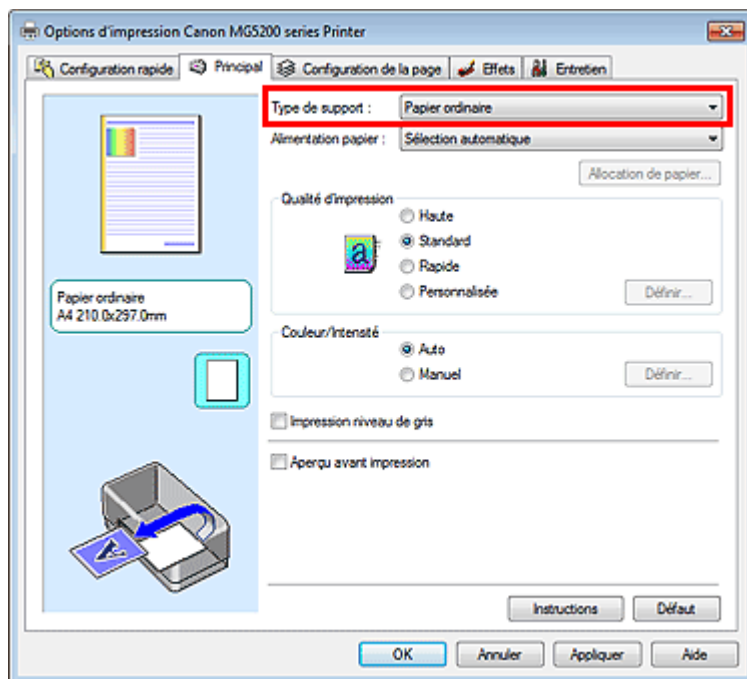 Options d'impression Canon MG5200 series Printer
Configuration rapide Principal Configuration de la page Effets Entretien
Type de support : Papier ordinaire
Alimentation papier : Sélection automatique
Allocation de papier...
Qualité d'impression
Haute
Standard
Rapide
Personnalisée Définir...
Papier ordinaire
A4 210.0x297.0mm
Couleur/Intensité
Auto
Manuel Définir...
Impression niveau de gris
Aperçu avant impression
Instructions Défaut
OK Annuler Appliquer Aide